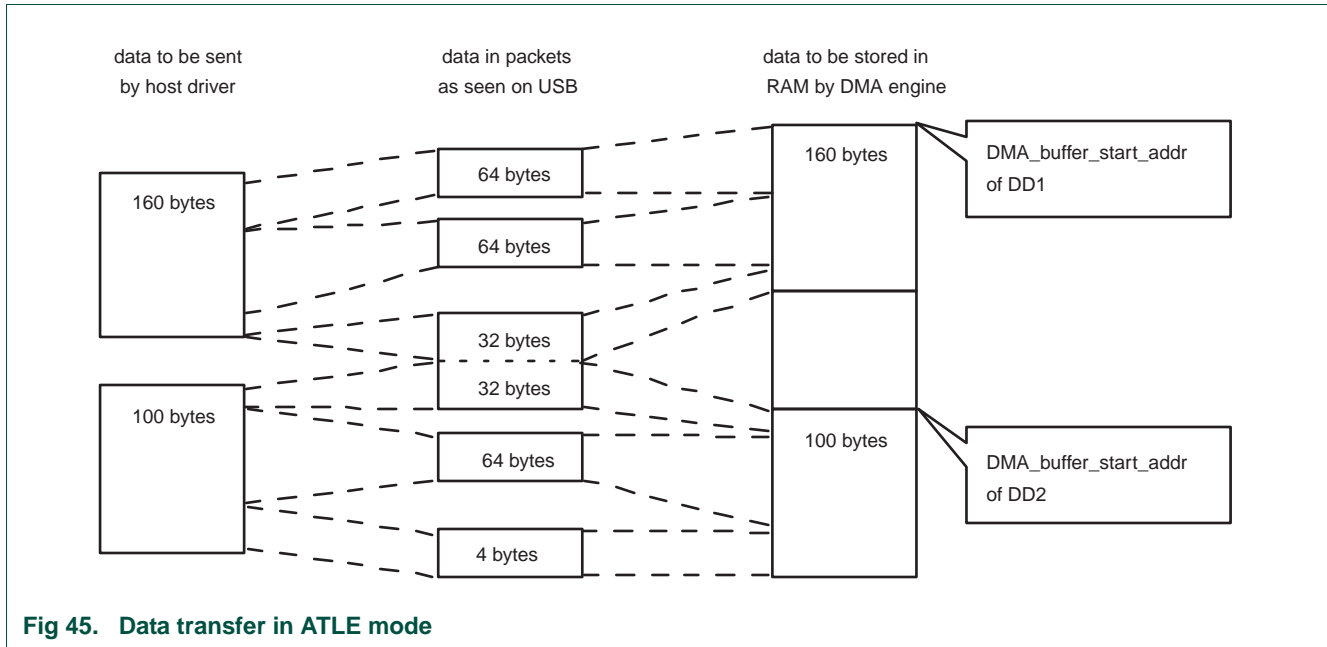 data to be sent
by host driver
data in packets
as seen on USB
data to be stored in
RAM by DMA engine
160 bytes
100 bytes
64 bytes
64 bytes
32 bytes
32 bytes
64 bytes
4 bytes
160 bytes
100 bytes
DMA_buffer_start_addr
of DD1
DMA_buffer_start_addr
of DD2
Fig 45. Data transfer in ATLE mode